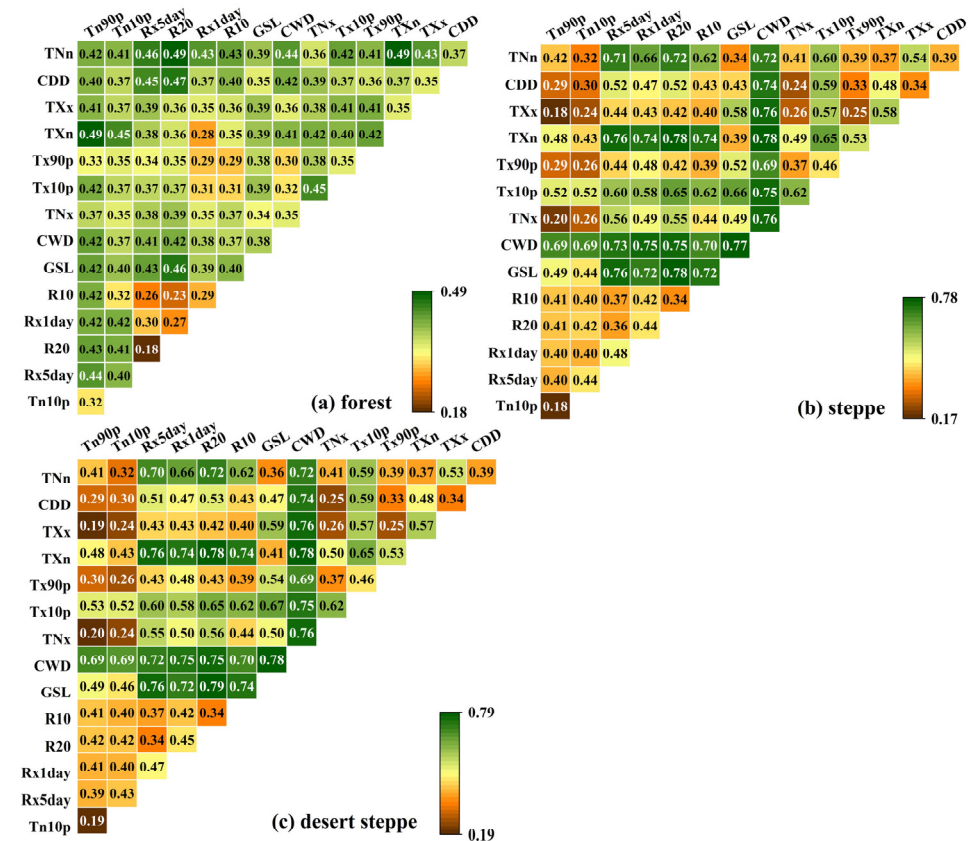 Tn90p Tn10p Rx5day R20 Rx1day R10 GSL CWD TNx Tx10p Tx90p TXn TXx CDD
TNn 0.42 0.41 0.46 0.49 0.43 0.43 0.39 0.44 0.36 0.42 0.41 0.49 0.43 0.37
CDD 0.40 0.37 0.45 0.47 0.37 0.40 0.35 0.42 0.39 0.37 0.36 0.37 0.35
TXx 0.41 0.37 0.39 0.36 0.35 0.36 0.39 0.36 0.38 0.41 0.41 0.35
TXn 0.49 0.45 0.38 0.36 0.28 0.35 0.39 0.41 0.42 0.40 0.42
Tx90p 0.33 0.35 0.34 0.35 0.29 0.29 0.38 0.30 0.38 0.35
Tx10p 0.42 0.37 0.37 0.37 0.31 0.31 0.39 0.32 0.45
TNx 0.37 0.35 0.38 0.39 0.35 0.37 0.34 0.35
CWD 0.42 0.37 0.41 0.42 0.38 0.37 0.38
GSL 0.42 0.40 0.43 0.46 0.39 0.40
R10 0.42 0.32 0.26 0.23 0.29
Rx1day 0.42 0.42 0.30 0.27
R20 0.43 0.41 0.18
Rx5day 0.44 0.40
Tn10p 0.32
0.49
0.18
(a) forest
Tn90p Tn10p Rx5day Rx1day R20 R10 GSL CWD TNx Tx10p Tx90p TXn TXx CDD
TNn 0.42 0.32 0.71 0.66 0.72 0.62 0.34 0.72 0.41 0.60 0.39 0.37 0.54 0.39
CDD 0.29 0.30 0.52 0.47 0.52 0.43 0.43 0.74 0.24 0.59 0.33 0.48 0.34
TXx 0.18 0.24 0.44 0.43 0.42 0.40 0.58 0.76 0.26 0.57 0.25 0.58
TXn 0.48 0.43 0.76 0.74 0.78 0.74 0.39 0.78 0.49 0.65 0.53
Tx90p 0.29 0.26 0.44 0.48 0.42 0.39 0.52 0.69 0.37 0.46
Tx10p 0.52 0.52 0.60 0.58 0.65 0.62 0.66 0.75 0.62
TNx 0.20 0.26 0.56 0.49 0.55 0.44 0.49 0.76
CWD 0.69 0.69 0.73 0.75 0.75 0.70 0.77
GSL 0.49 0.44 0.76 0.72 0.78 0.72
R10 0.41 0.40 0.37 0.42 0.34
R20 0.41 0.42 0.36 0.44
Rx1day 0.40 0.40 0.48
Rx5day 0.40 0.44
Tn10p 0.18
0.78
0.17
(b) steppe
Tn90p Tn10p Rx5day Rx1day R20 R10 GSL CWD TNx Tx10p Tx90p TXn TXx CDD
TNn 0.41 0.32 0.70 0.66 0.72 0.62 0.36 0.72 0.41 0.59 0.39 0.37 0.53 0.39
CDD 0.29 0.30 0.51 0.47 0.53 0.43 0.47 0.74 0.25 0.59 0.33 0.48 0.34
TXx 0.19 0.24 0.43 0.43 0.42 0.40 0.59 0.76 0.26 0.57 0.25 0.57
TXn 0.48 0.43 0.76 0.74 0.78 0.74 0.41 0.78 0.50 0.65 0.53
Tx90p 0.30 0.26 0.43 0.48 0.43 0.39 0.54 0.69 0.37 0.46
Tx10p 0.53 0.52 0.60 0.58 0.65 0.62 0.67 0.75 0.62
TNx 0.20 0.24 0.55 0.50 0.56 0.44 0.50 0.76
CWD 0.69 0.69 0.72 0.75 0.75 0.70 0.78
GSL 0.49 0.46 0.76 0.72 0.79 0.74
R10 0.41 0.40 0.37 0.42 0.34
R20 0.42 0.42 0.34 0.45
Rx1day 0.41 0.40 0.47
Rx5day 0.39 0.43
Tn10p 0.19
0.79
0.19
(c) desert steppe